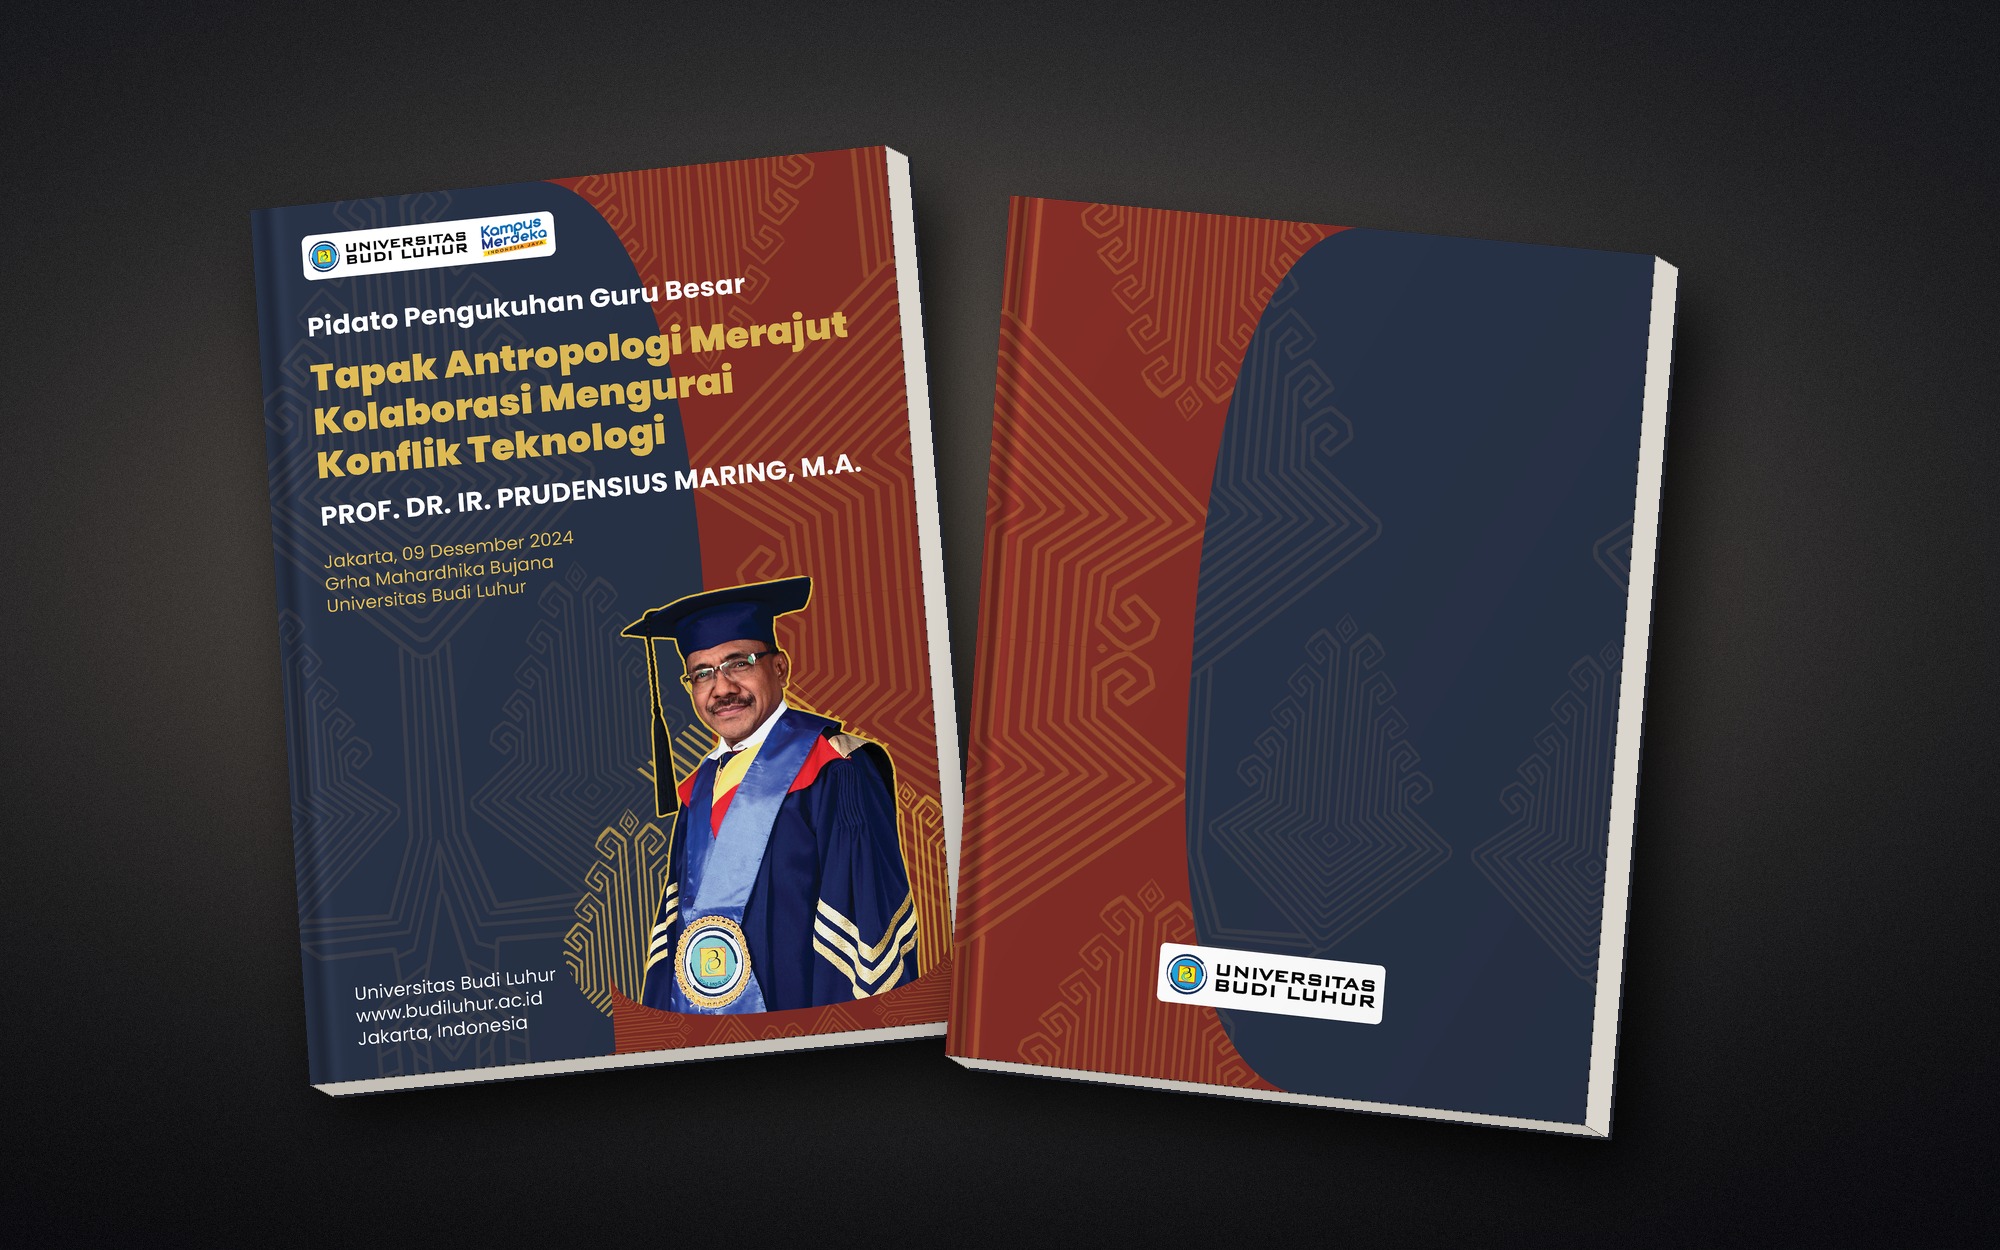 UNIVERSITAS
BUDI LUHUR
Kampus
Merdeka
INDONESIA JAYA
Pidato Pengukuhan Guru Besar
Tapak Antropologi Merajut
Kolaborasi Mengurai
Konflik Teknologi
PROF. DR. IR. PRUDENSIUS MARING, M.A.
Jakarta, 09 Desember 2024
Grha Mahardhika Bujana
Universitas Budi Luhur
Universitas Budi Luhur
www.budiluhur.ac.id
Jakarta, Indonesia
UNIVERSITAS
BUDI LUHUR